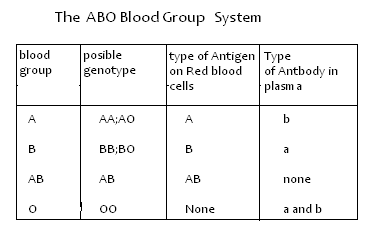 The ABO Blood Group System
blood group posible genotype type of Antigen on Red blood cells Type of Antbody in plasma
A AA;AO A b
B BB;BO B a
AB AB AB none
O OO None a and b